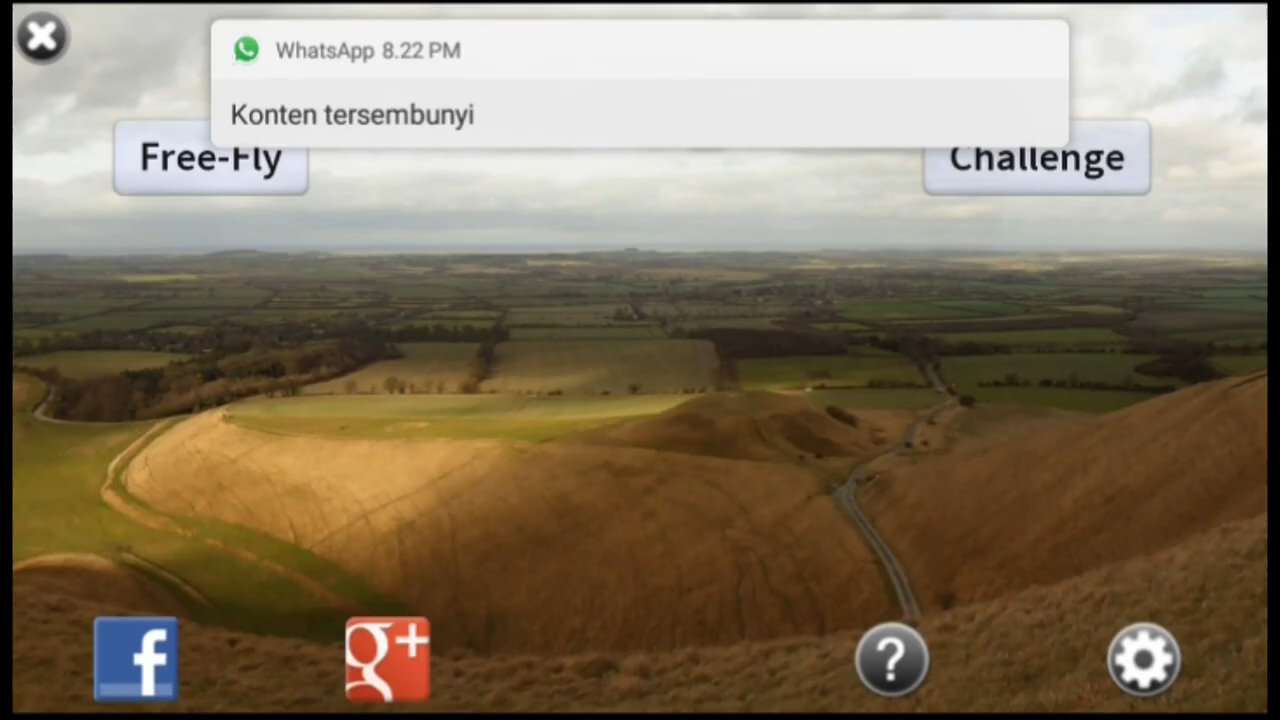 WhatsApp 8.22 PM
Konten tersembunyi
Free-Fly
Challenge
f
g+
?